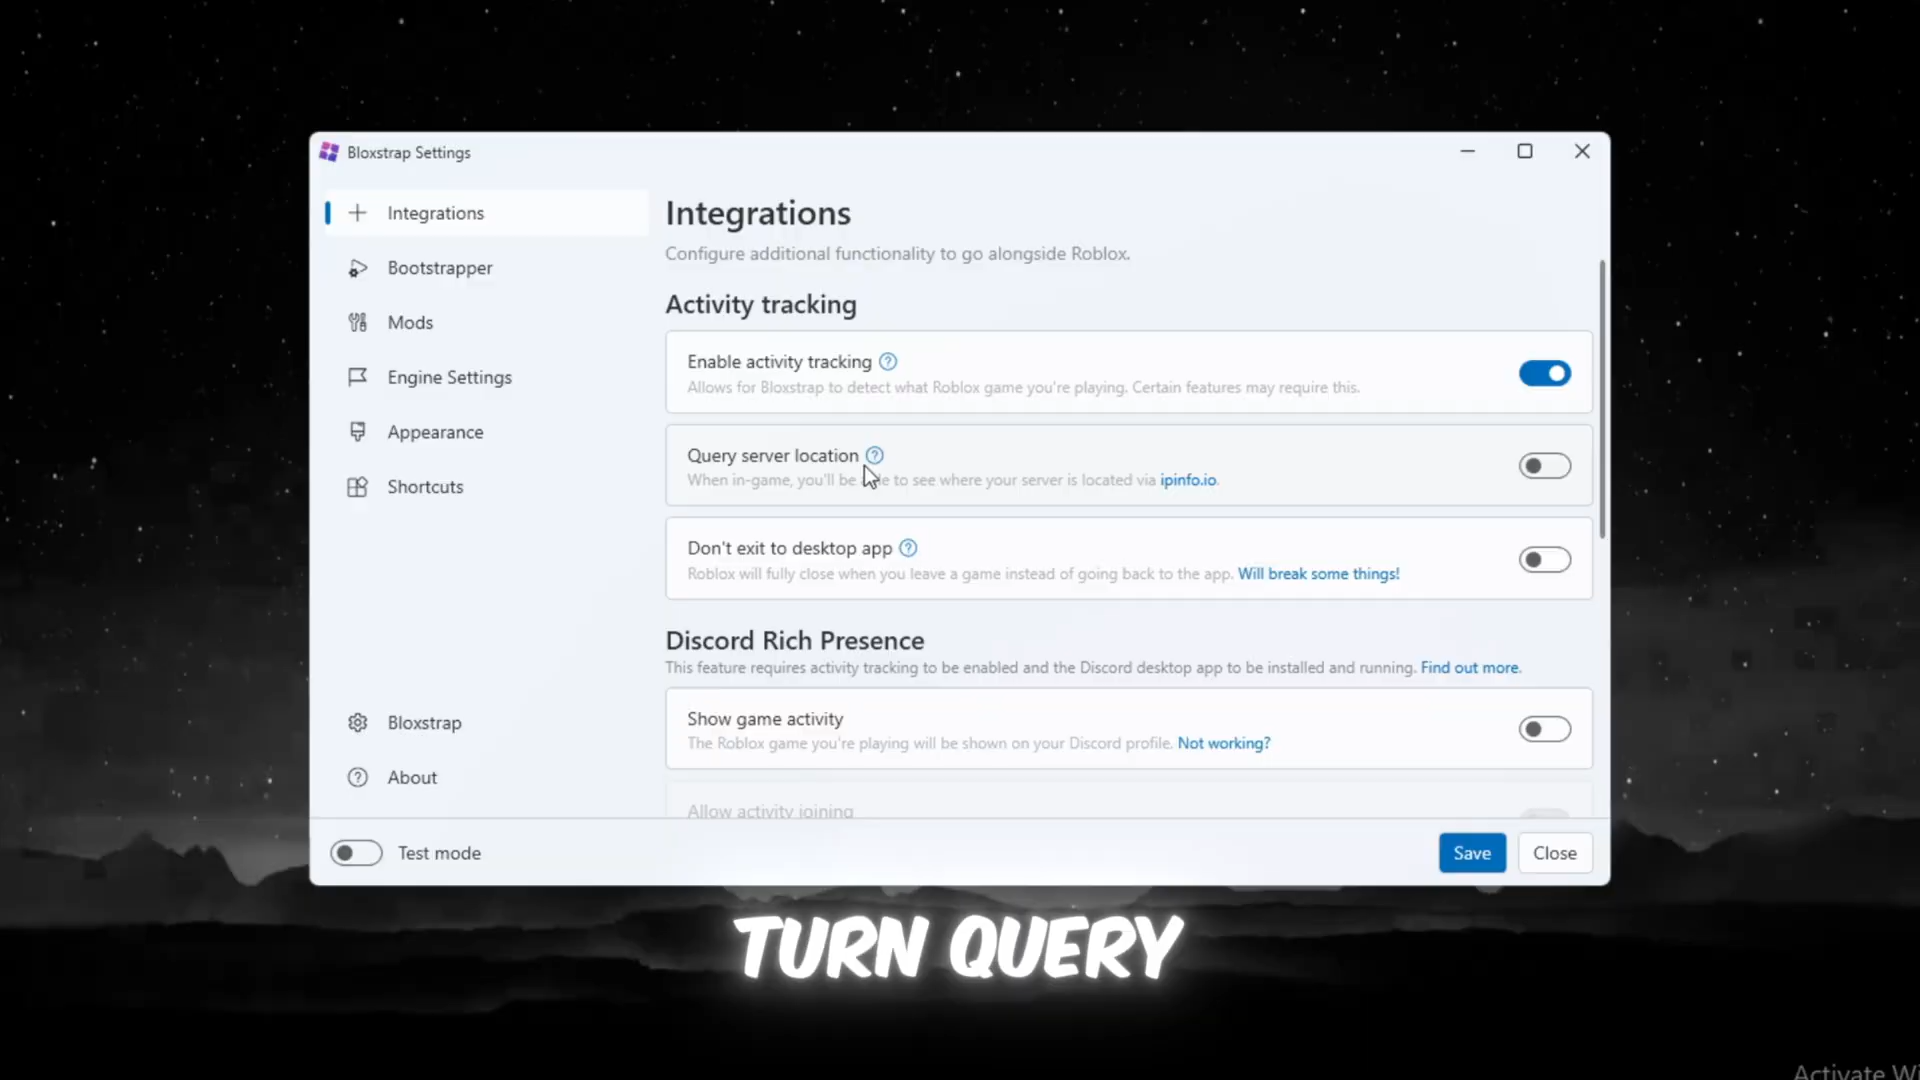 Bloxstrap Settings
Integrations
Bootstrapper
Mods
Engine Settings
Appearance
Shortcuts
Bloxstrap
About
Test mode
Integrations
Configure additional functionality to go alongside Roblox.
Activity tracking
Enable activity tracking
Allows for Bloxstrap to detect what Roblox game you're playing. Certain features may require this.
Query server location
When in-game, you'll be to see where your server is located via ipinfo.io.
Don't exit to desktop app
Roblox will fully close when you leave a game instead of going back to the app. Will break some things!
Discord Rich Presence
This feature requires activity tracking to be enabled and the Discord desktop app to be installed and running. Find out more.
Show game activity
The Roblox game you're playing will be shown on your Discord profile. Not working?
Allow activity joining
Save
Close
TURN QUERY
Activate Wi